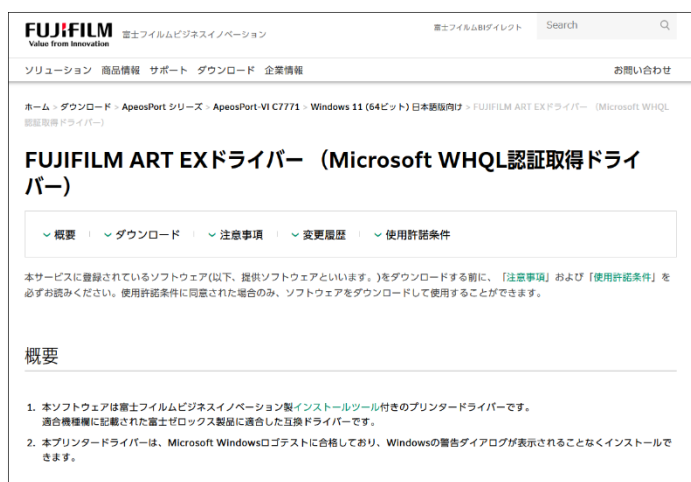 FUJIFILM
Value from Innovation
富士フイルムビジネスイノベーション
富士フイルムBIダイレクト
Search
ソリューション 商品情報 サポート ダウンロード 企業情報
お問い合わせ
ホーム > ダウンロード > ApeosPort シリーズ > ApeosPort-VI C7771 > Windows 11 (64ビット) 日本語版向け > FUJIFILM ART EXドライバー （Microsoft WHQL
認証取得ドライバー）
FUJIFILM ART EXドライバー （Microsoft WHQL認証取得ドライ
バー）
概要
ダウンロード
注意事項
変更履歴
使用許諾条件
本サービスに登録されているソフトウェア(以下、提供ソフトウェアといいます。)をダウンロードする前に、「注意事項」および「使用許諾条件」を
必ずお読みください。使用許諾条件に同意された場合のみ、ソフトウェアをダウンロードして使用することができます。
概要
1. 本ソフトウェアは富士フイルムビジネスイノベーション製インストールツール付きのプリンタードライバーです。
適合機種欄に記載された富士ゼロックス製品に適合した互換ドライバーです。
2. 本プリンタードライバーは、Microsoft Windowsロゴテストに合格しており、Windowsの警告ダイアログが表示されることなくインストールで
きます。